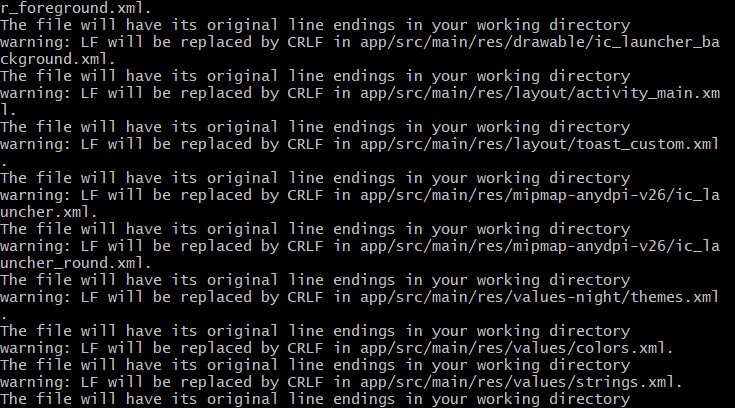 r_foreground.xml.
The file will have its original line endings in your working directory
warning: LF will be replaced by CRLF in app/src/main/res/drawable/ic_launcher_ba
ckground.xml.
The file will have its original line endings in your working directory
warning: LF will be replaced by CRLF in app/src/main/res/layout/activity_main.xm
l.
The file will have its original line endings in your working directory
warning: LF will be replaced by CRLF in app/src/main/res/layout/toast_custom.xml
.
The file will have its original line endings in your working directory
warning: LF will be replaced by CRLF in app/src/main/res/mipmap-anydpi-v26/ic_la
uncher.xml.
The file will have its original line endings in your working directory
warning: LF will be replaced by CRLF in app/src/main/res/mipmap-anydpi-v26/ic_la
uncher_round.xml.
The file will have its original line endings in your working directory
warning: LF will be replaced by CRLF in app/src/main/res/values-night/themes.xml
.
The file will have its original line endings in your working directory
warning: LF will be replaced by CRLF in app/src/main/res/values/colors.xml.
The file will have its original line endings in your working directory
warning: LF will be replaced by CRLF in app/src/main/res/values/strings.xml.
The file will have its original line endings in your working directory